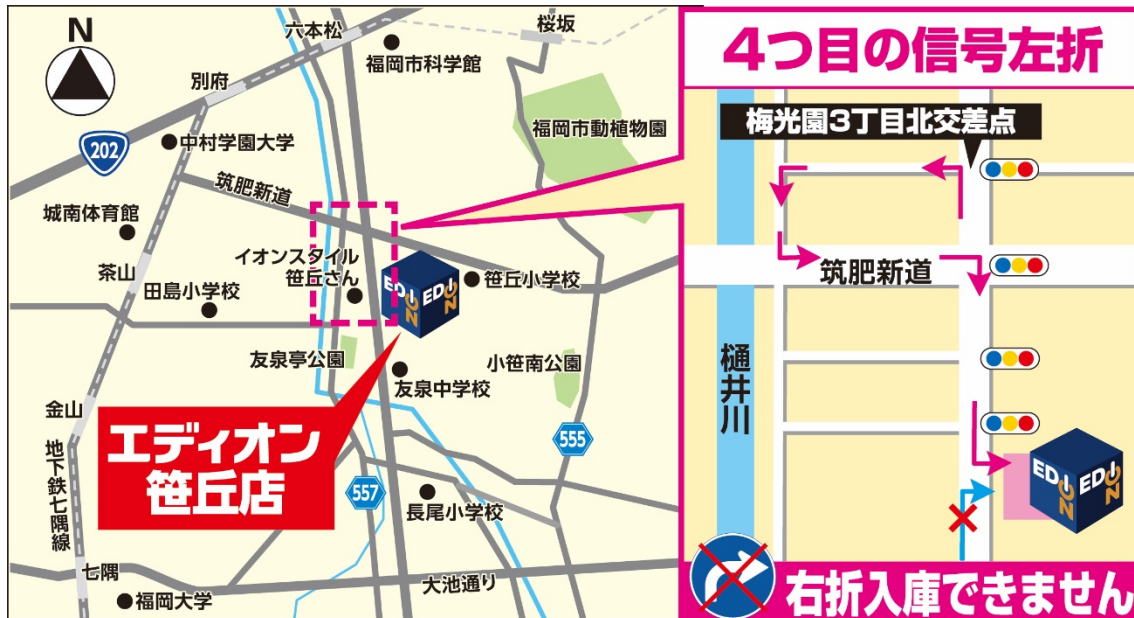 N
六本松
桜坂
福岡市科学館
別府
202
中村学園大学
福岡市動植物園
筑肥新道
城南体育館
イオンスタイル
笹丘さん
EDION
EDION
笹丘小学校
茶山
田島小学校
友泉亭公園
小笹南公園
友泉中学校
金山
エディオン
笹丘店
555
地下鉄七隈線
557
長尾小学校
七隈
大池通り
福岡大学
4つ目の信号左折
梅光園3丁目北交差点
筑肥新道
樋井川
EDION
EDION
右折入庫できません